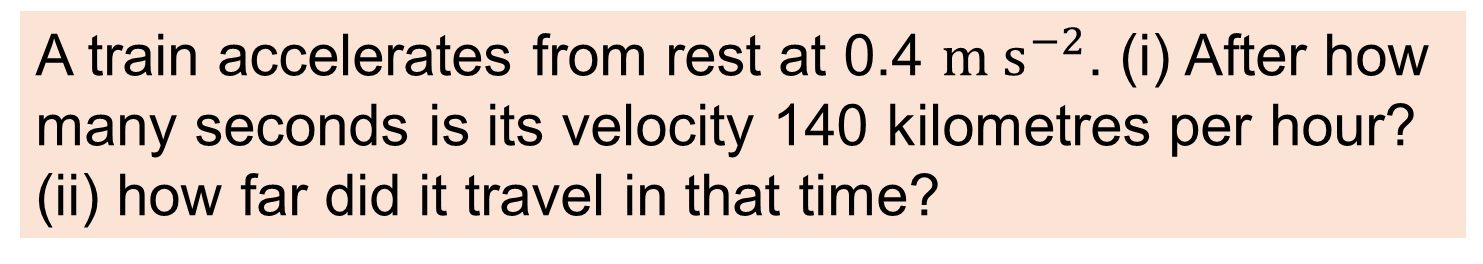 A train accelerates from rest at 0.4 m s⁻². (i) After how
many seconds is its velocity 140 kilometres per hour?
(ii) how far did it travel in that time?